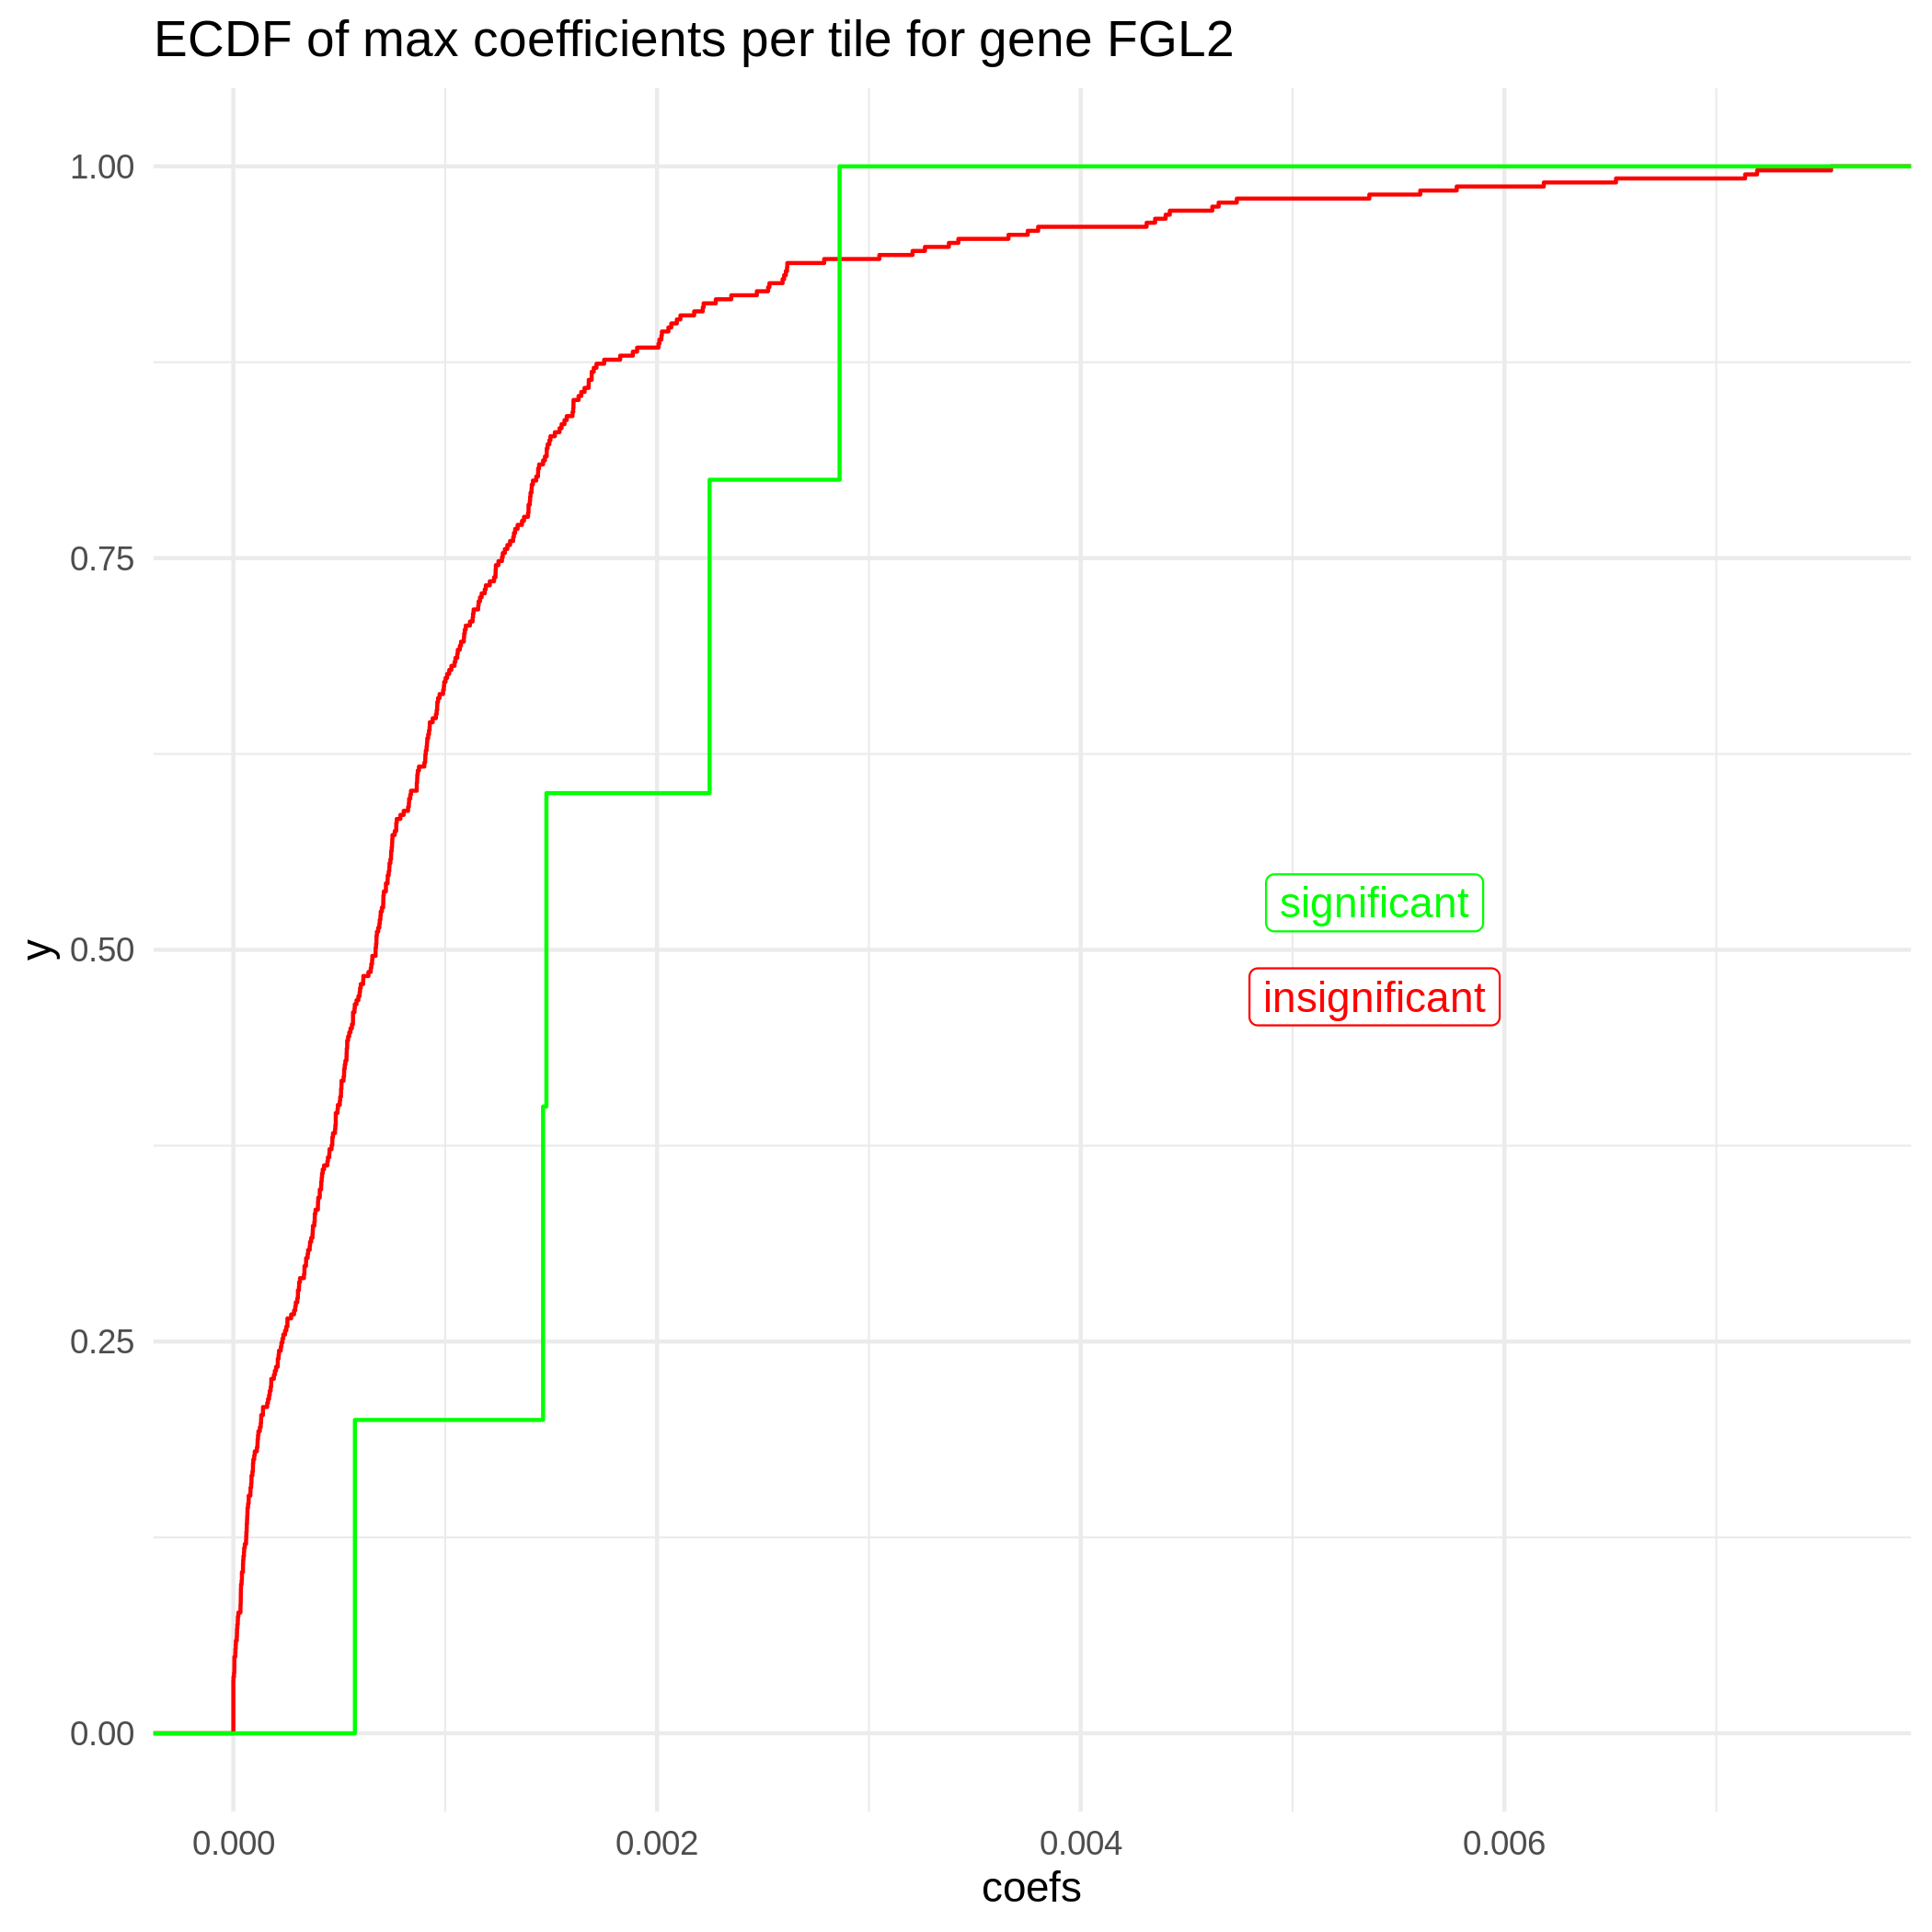 ECDF of max coefficients per tile for gene FGL2
1.00
0.75
0.50
0.25
0.00
y
significant
insignificant
0.000 0.002 0.004 0.006
coefs